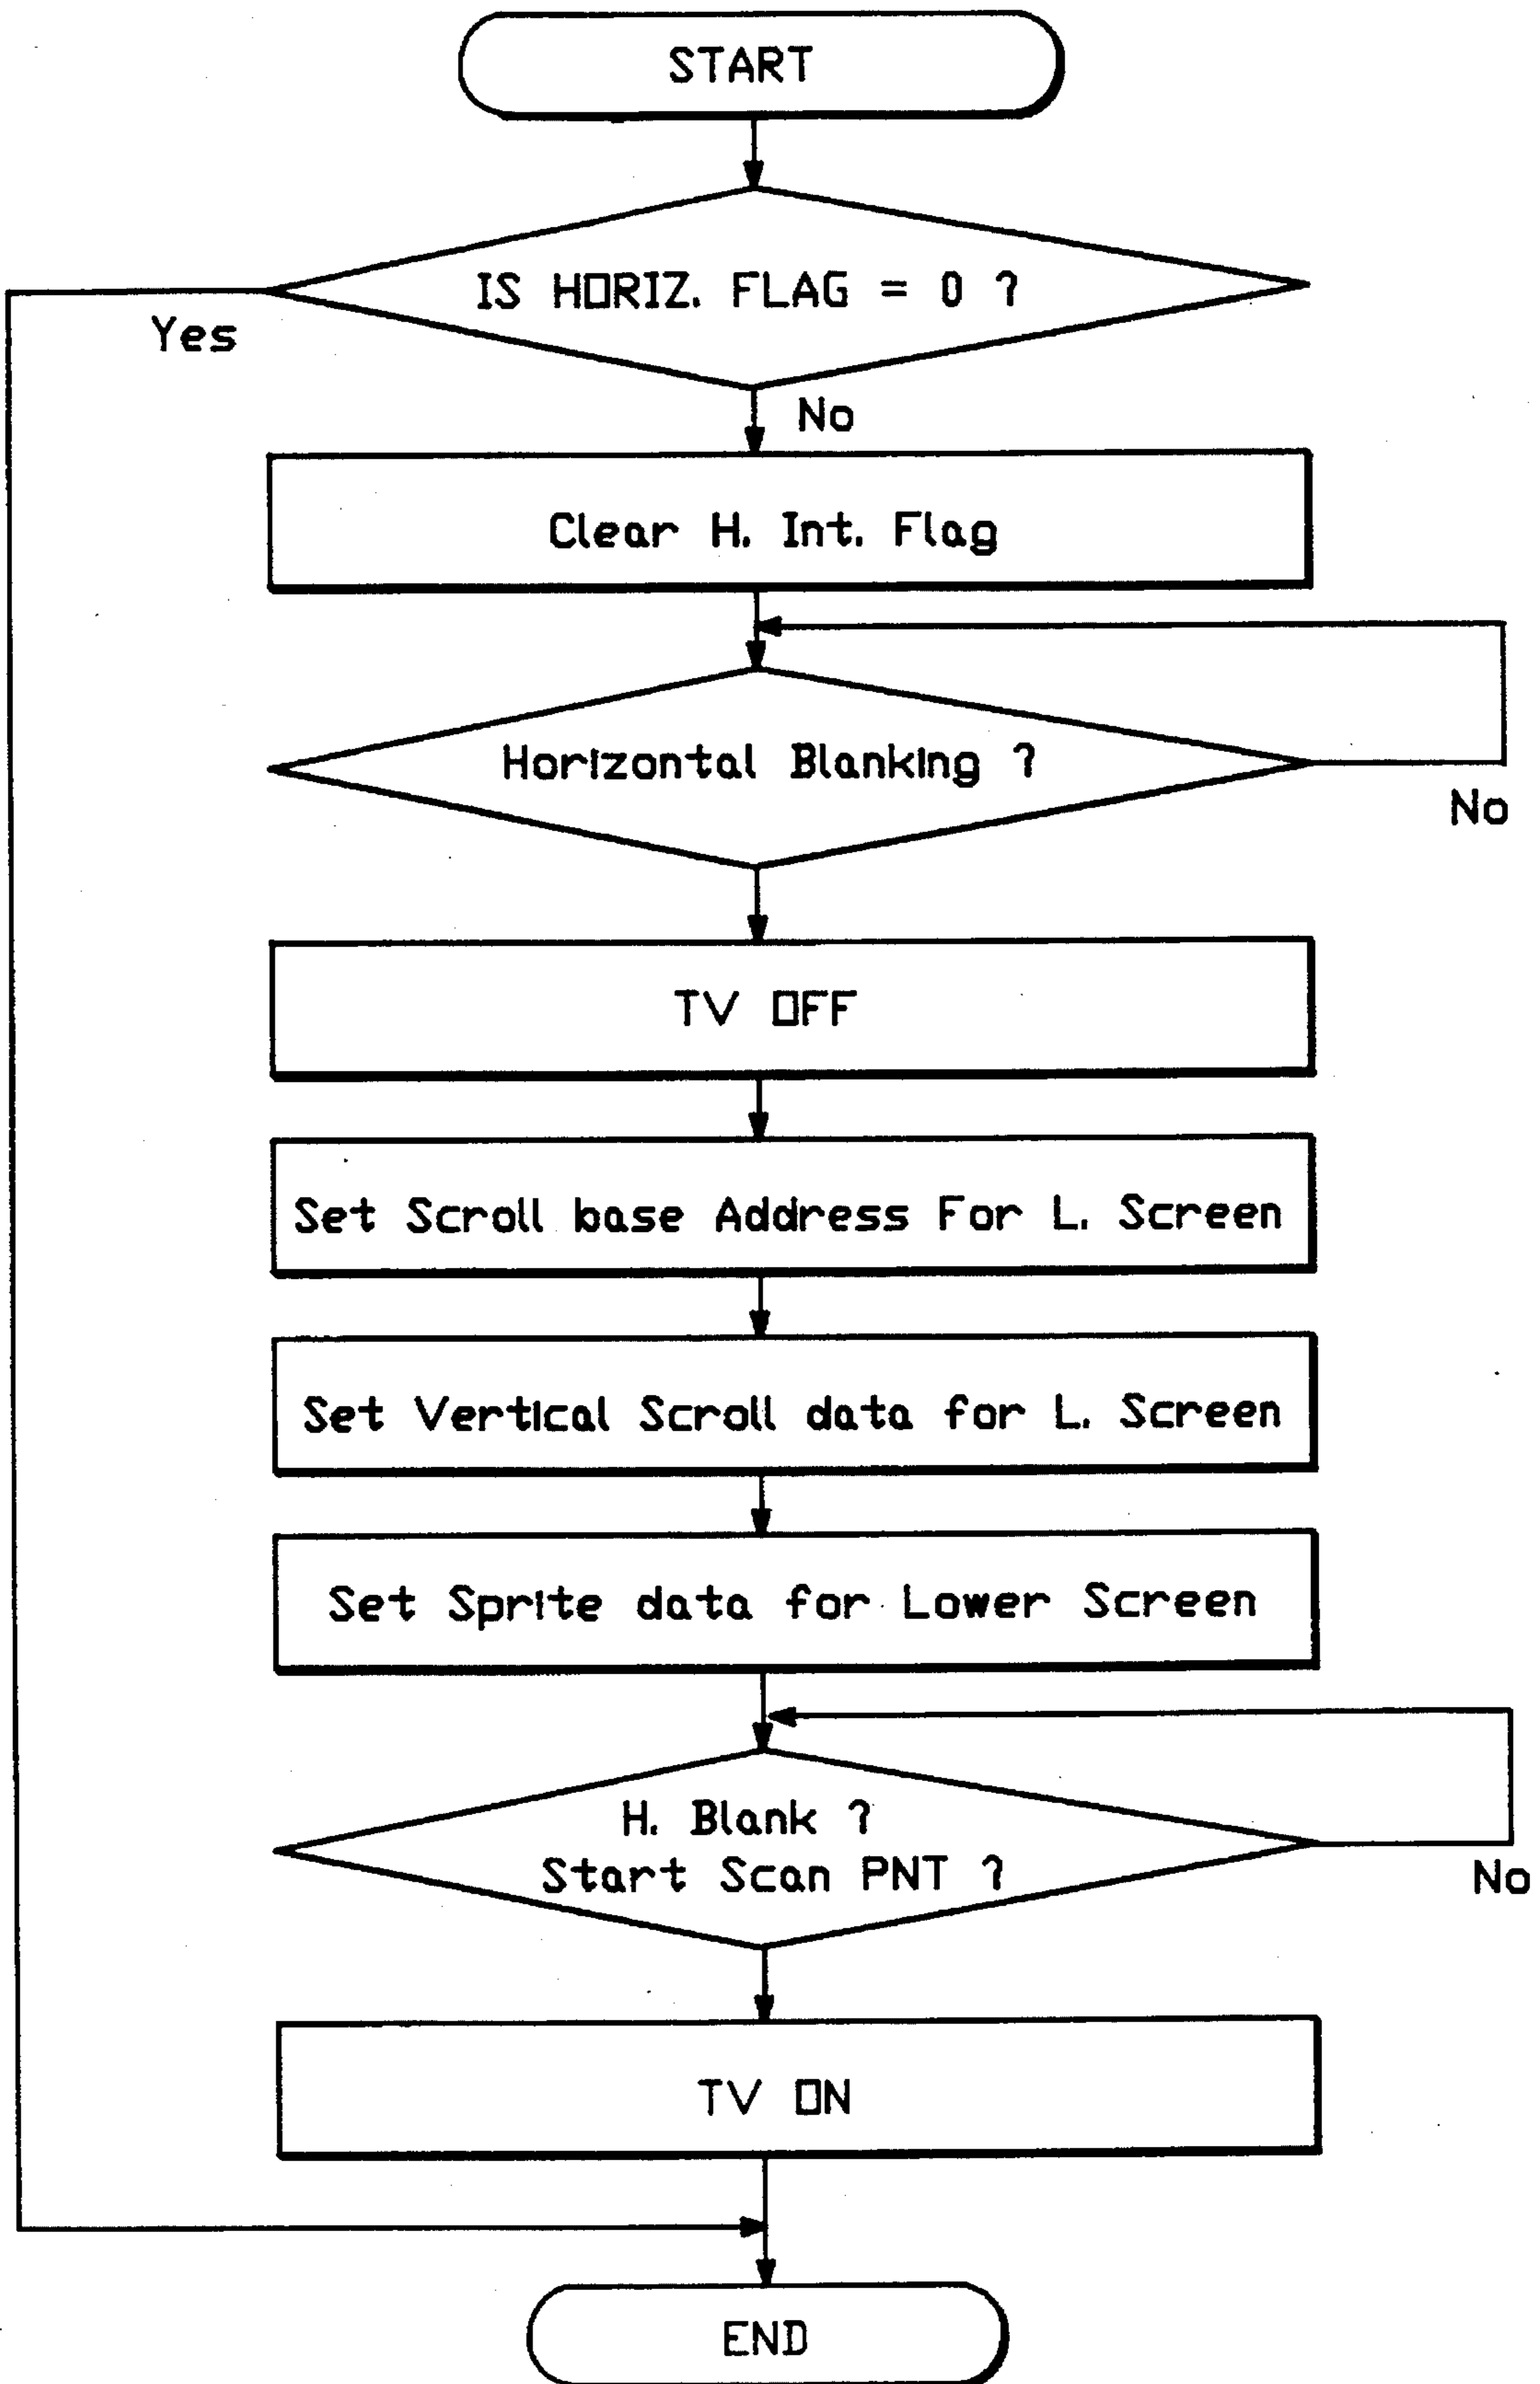 START
IS HORIZ. FLAG = 0 ?
Yes
No
Clear H. Int. Flag
Horizontal Blanking ?
No
TV OFF
Set Scroll base Address For L. Screen
Set Vertical Scroll data for L. Screen
Set Sprite data for Lower Screen
H. Blank ?
Start Scan PNT ?
No
TV ON
END